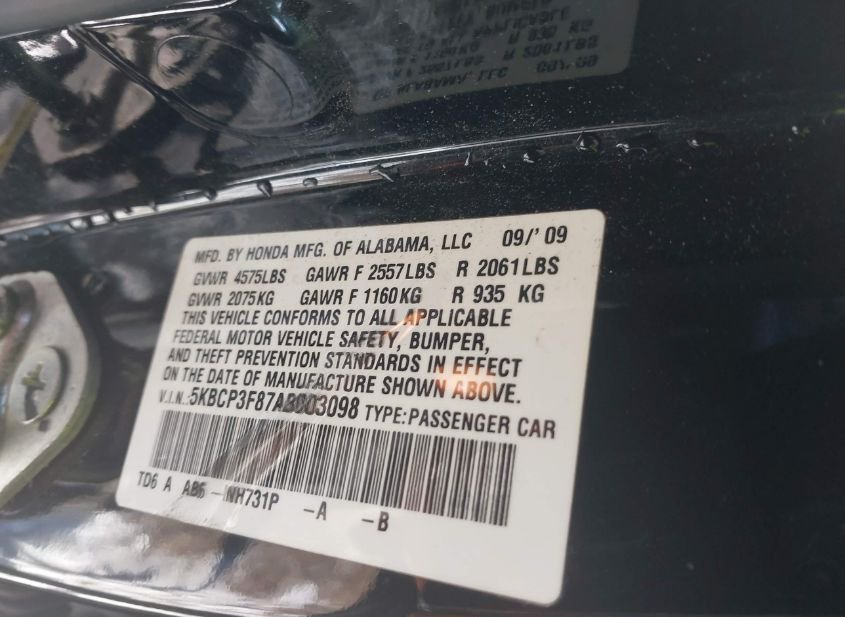 MFD. BY HONDA MFG. OF ALABAMA, LLC 09/'09
GVWR 4575LBS GAWR F 2557LBS R 2061LBS
GVWR 2075KG GAWR F 1160KG R 935 KG
THIS VEHICLE CONFORMS TO ALL APPLICABLE
FEDERAL MOTOR VEHICLE SAFETY, BUMPER,
AND THEFT PREVENTION STANDARDS IN EFFECT
ON THE DATE OF MANUFACTURE SHOWN ABOVE.
V.I.N.:5KBCP3F87AB003098 TYPE:PASSENGER CAR
TD6 A AB6 -NH731P -A -B